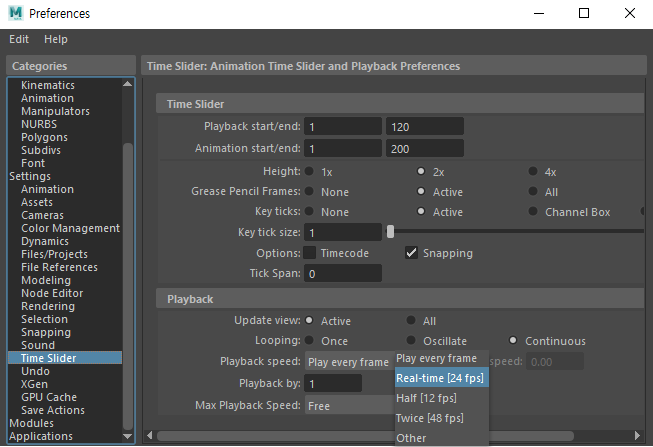 Preferences
Edit Help
Categories
Kinematics
Animation
Manipulators
NURBS
Polygons
Subdivs
Font
Settings
Animation
Assets
Cameras
Color Management
Dynamics
Files/Projects
File References
Modeling
Node Editor
Rendering
Selection
Snapping
Sound
Time Slider
Undo
XGen
GPU Cache
Save Actions
Modules
Applications
Time Slider: Animation Time Slider and Playback Preferences
Time Slider
Playback start/end: 1 120
Animation start/end: 1 200
Height: 1x 2x 4x
Grease Pencil Frames: None Active All
Key ticks: None Active Channel Box
Key tick size: 1
Options: Timecode Snapping
Tick Span: 0
Playback
Update view: Active All
Looping: Once Oscillate Continuous
Playback speed: Play every frame speed: 0.00
Playback by: 1
Max Playback Speed: Free
Play every frame
Real-time [24 fps]
Half [12 fps]
Twice [48 fps]
Other